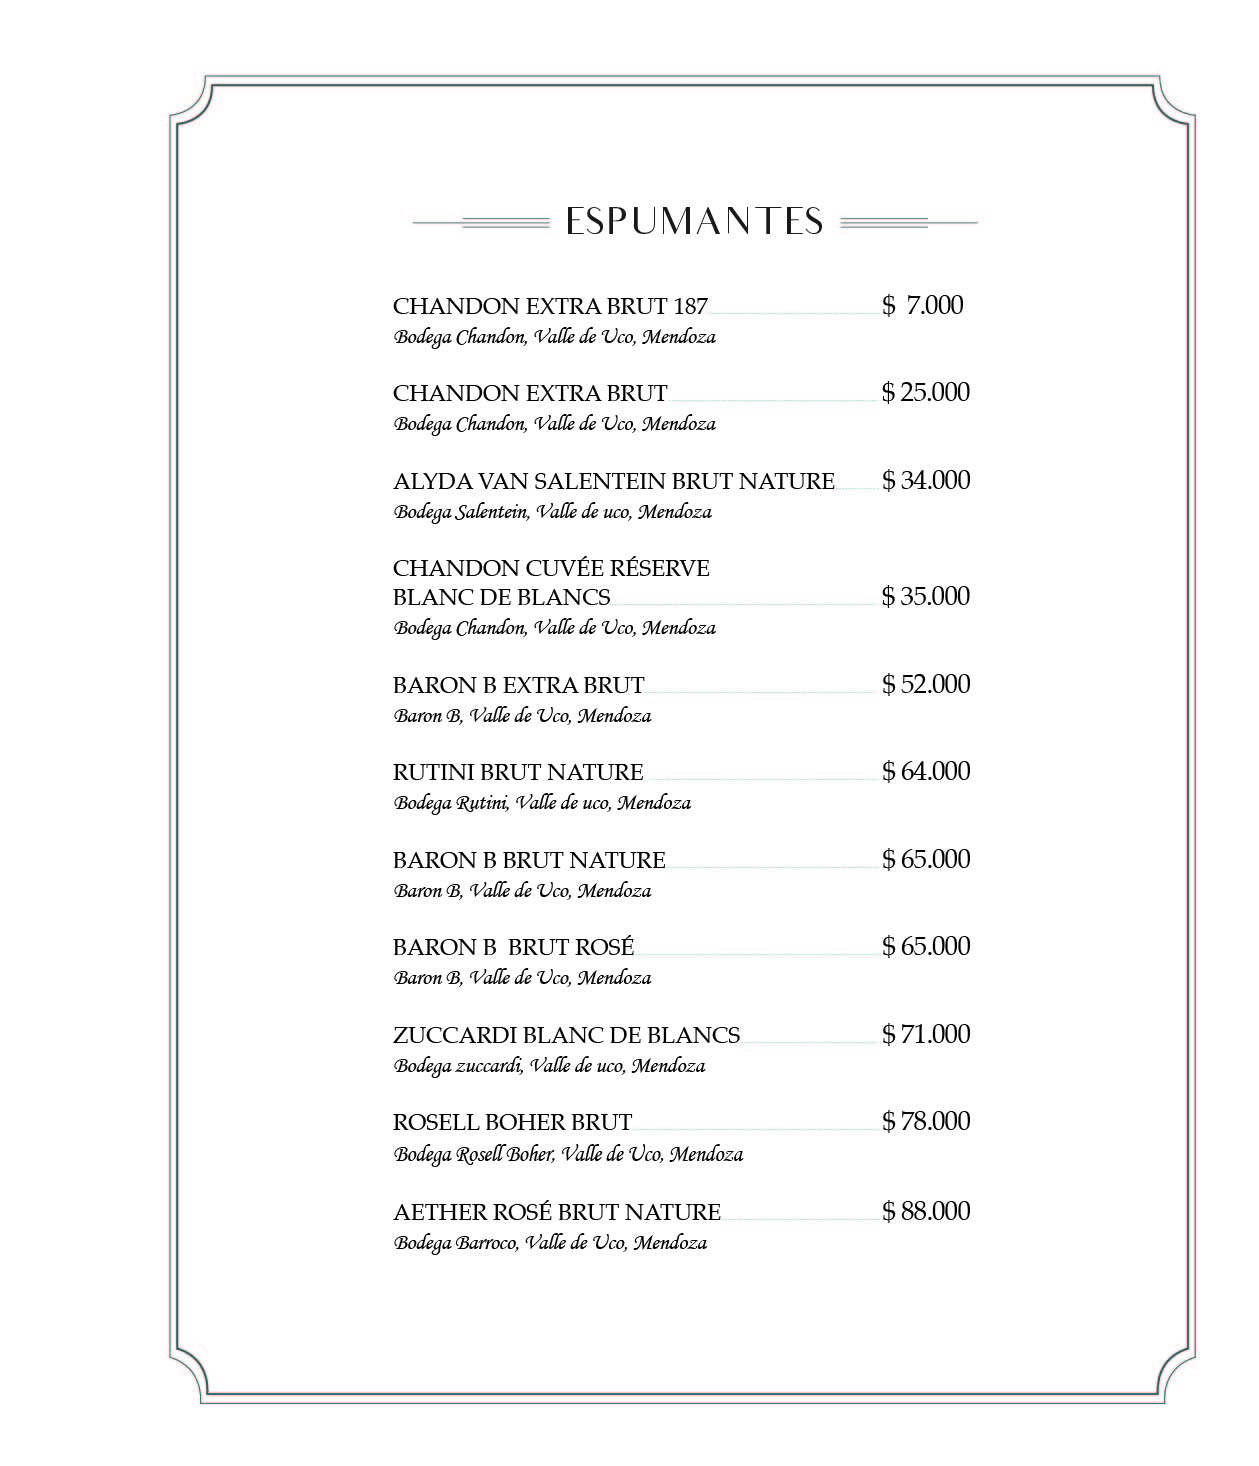 ESPUMANTES
CHANDON EXTRA BRUT 187 $ 7.000
Bodega Chandon, Valle de Uco, Mendoza
CHANDON EXTRA BRUT $ 25.000
Bodega Chandon, Valle de Uco, Mendoza
ALYDA VAN SALENTEIN BRUT NATURE $ 34.000
Bodega Salentein, Valle de uco, Mendoza
CHANDON CUVÉE RÉSERVE
BLANC DE BLANCS $ 35.000
Bodega Chandon, Valle de Uco, Mendoza
BARON B EXTRA BRUT $ 52.000
Baron B, Valle de Uco, Mendoza
RUTINI BRUT NATURE $ 64.000
Bodega Rutini, Valle de uco, Mendoza
BARON B BRUT NATURE $ 65.000
Baron B, Valle de Uco, Mendoza
BARON B BRUT ROSÉ $ 65.000
Baron B, Valle de Uco, Mendoza
ZUCCARDI BLANC DE BLANCS $ 71.000
Bodega zuccardi, Valle de uco, Mendoza
ROSELL BOHER BRUT $ 78.000
Bodega Rosell Boher, Valle de Uco, Mendoza
AETHER ROSÉ BRUT NATURE $ 88.000
Bodega Barroco, Valle de Uco, Mendoza